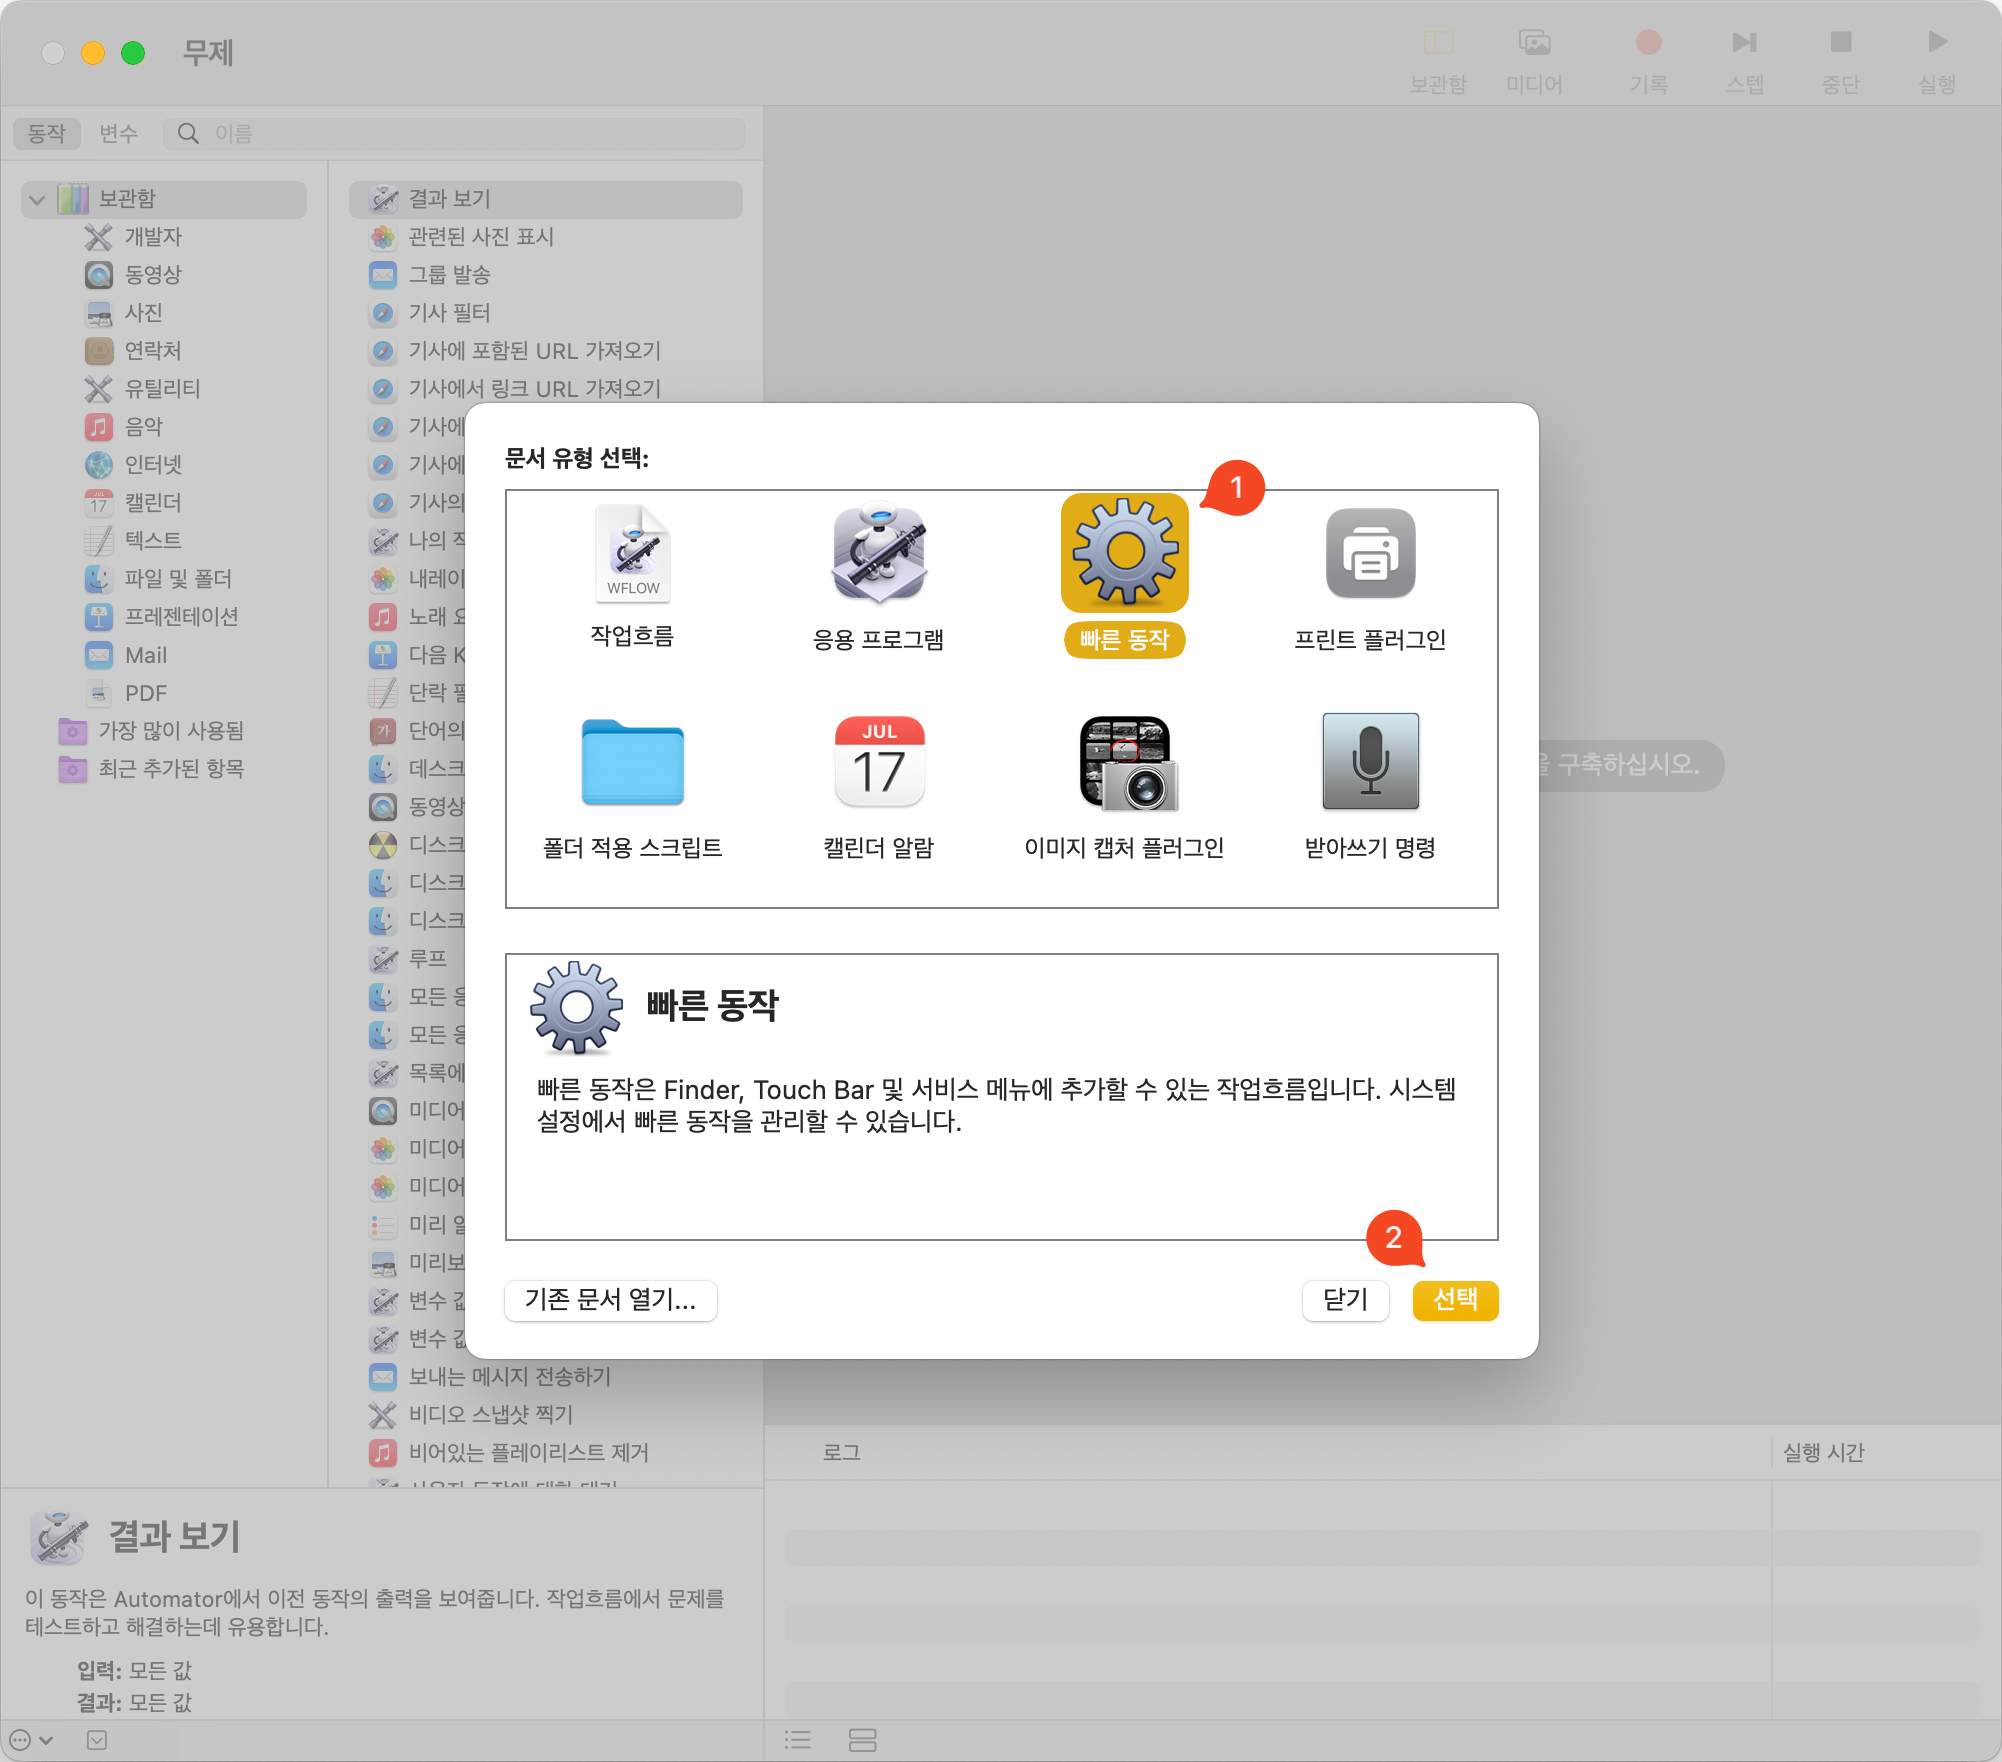 무제
보관함
미디어
기록
스텝
중단
실행
동작
변수
이름
보관함
개발자
동영상
사진
연락처
유틸리티
음악
인터넷
캘린더
텍스트
파일 및 폴더
프레젠테이션
Mail
PDF
가장 많이 사용됨
최근 추가된 항목
결과 보기
관련된 사진 표시
그룹 발송
기사 필터
기사에 포함된 URL 가져오기
기사에서 링크 URL 가져오기
기사에
기사에
기사의
나의
내레이
노래
다음
단락
단어의
데스크
동영상
디스크
디스크
디스크
루프
모든
모든
목록에
미디어
미디어
미디어
미리
미리보
변수
변수
보내는 메시지 전송하기
비디오 스냅샷 찍기
비어있는 플레이리스트 제거
문서 유형 선택:
1
WFLOW
작업흐름
응용 프로그램
빠른 동작
프린트 플러그인
JUL
17
폴더 적용 스크립트
캘린더 알람
이미지 캡처 플러그인
받아쓰기 명령
구축하십시오.
빠른 동작
빠른 동작은 Finder, Touch Bar 및 서비스 메뉴에 추가할 수 있는 작업흐름입니다. 시스템
설정에서 빠른 동작을 관리할 수 있습니다.
2
기존 문서 열기...
닫기
선택
로그
실행 시간
결과 보기
이 동작은 Automator에서 이전 동작의 출력을 보여줍니다. 작업흐름에서 문제를
테스트하고 해결하는데 유용합니다.
입력: 모든 값
결과: 모든 값